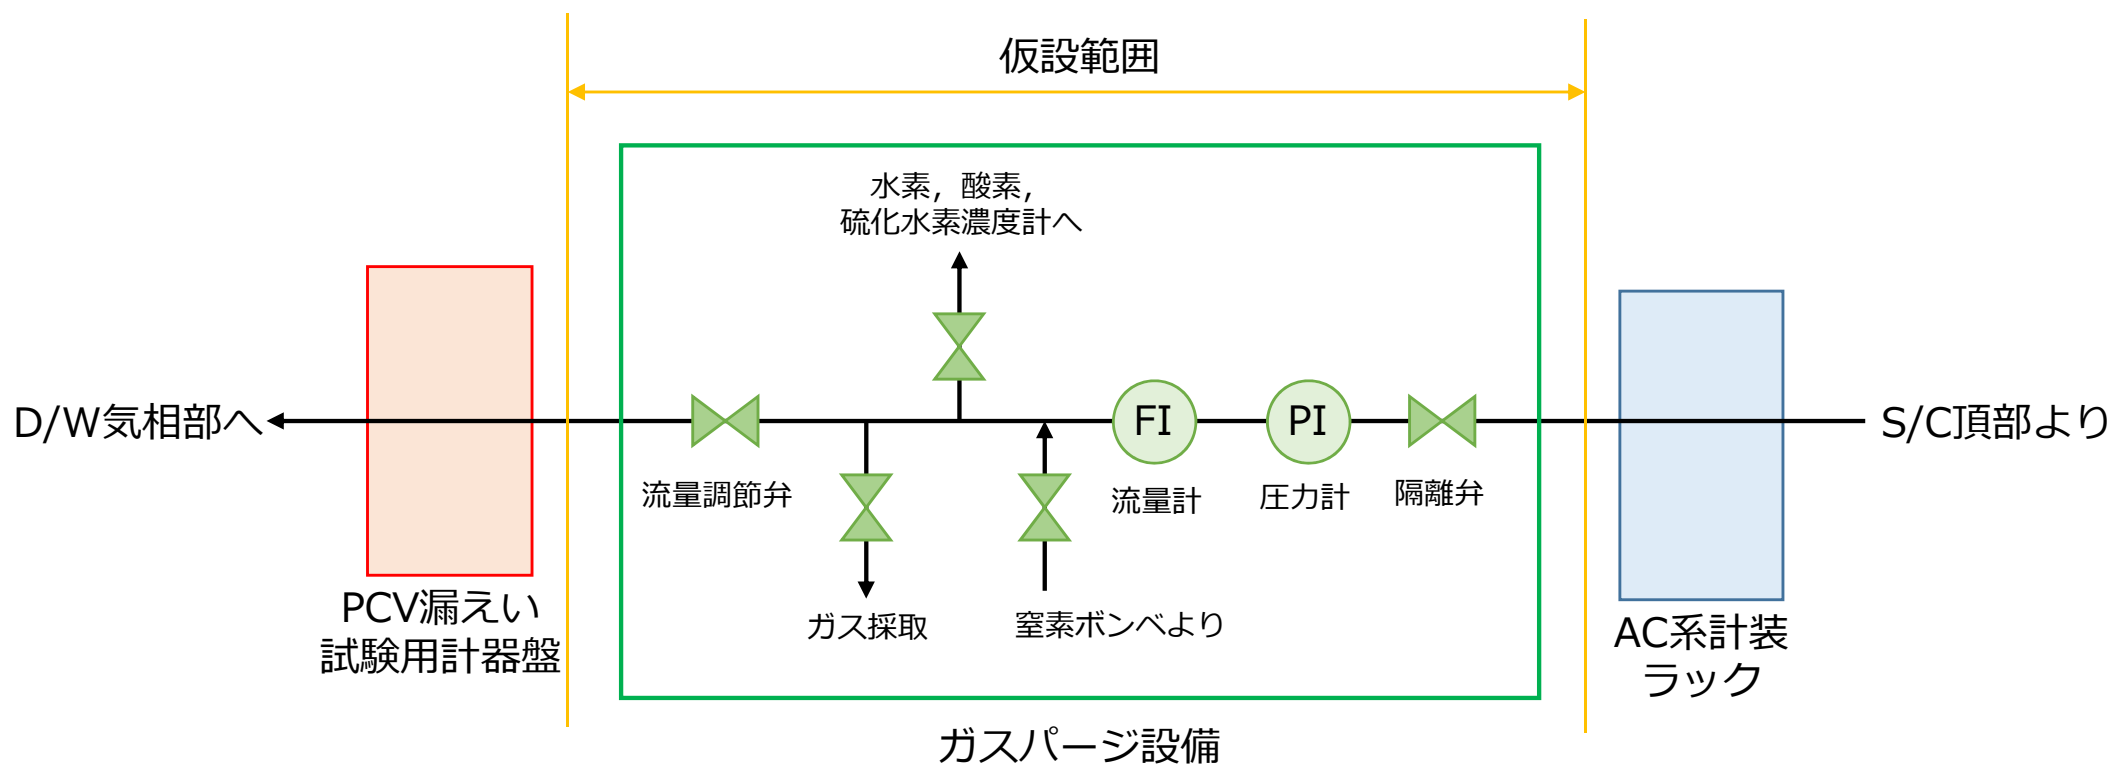 仮設範囲
水素，酸素，
硫化水素濃度計へ
D/W気相部へ
FI
PI
S/C頂部より
流量調節弁
流量計
圧力計
隔離弁
PCV漏えい
試験用計器盤
ガス採取
窒素ボンベより
AC系計装
ラック
ガスパージ設備